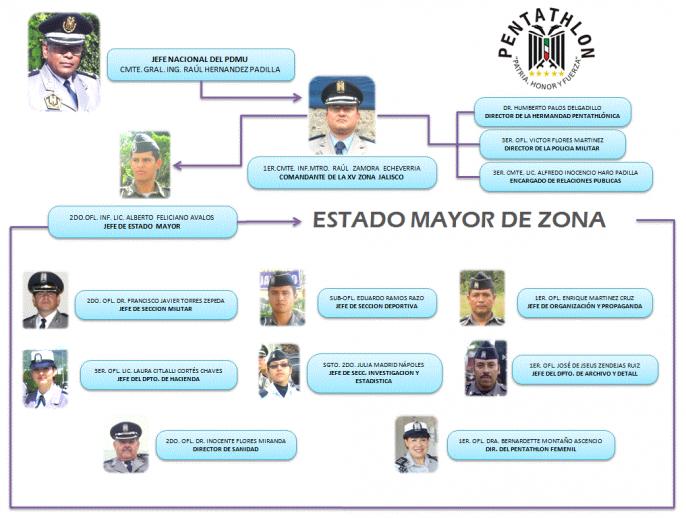 JEFE NACIONAL DEL PDMU
CMTE. GRAL. ING. RAÚL HERNANDEZ PADILLA
PENTATHLON
"PATRIA, HONOR Y FUERZA"
DR. HUMBERTO PALOS DELGADILLO
DIRECTOR DE LA HERMANDAD PENTATHLÓNICA
3ER. OFL. VICTOR FLORES MARTINEZ
DIRECTOR DE LA POLICIA MILITAR
3ER. CMTE. LIC. ALFREDO INOCENCIO HARO PADILLA
ENCARGADO DE RELACIONES PUBLICAS
1ER.CMTE. INF.MTRO. RAÚL ZAMORA ECHEVERRIA
COMANDANTE DE LA XV ZONA JALISCO
2DO.OFL. INF. LIC. ALBERTO FELICIANO AVALOS
JEFE DE ESTADO MAYOR
ESTADO MAYOR DE ZONA
2DO. OFL. DR. FRANCISCO JAVIER TORRES ZEPEDA
JEFE DE SECCION MILITAR
SUB-OFL. EDUARDO RAMOS RAZO
JEFE DE SECCION DEPORTIVA
1ER. OFL. ENRIQUE MARTINEZ CRUZ
JEFE DE ORGANIZACIÓN Y PROPAGANDA
3ER. OFL. LIC. LAURA CITLALLI CORTÉS CHAVES
JEFE DEL DPTO. DE HACIENDA
SGTO. 2DO. JULIA MADRID NÁPOLES
JEFE DE SECC. INVESTIGACION Y
ESTADISTICA
1ER. OFL. JOSÉ DE JSEUS ZENDEJAS RUIZ
JEFE DEL DPTO. DE ARCHIVO Y DETALL
2DO. OFL. DR. INOCENTE FLORES MIRANDA
DIRECTOR DE SANIDAD
1ER. OFL. DRA. BERNARDETTE MONTAÑO ASCENCIO
DIR. DEL PENTATHLON FEMENIL